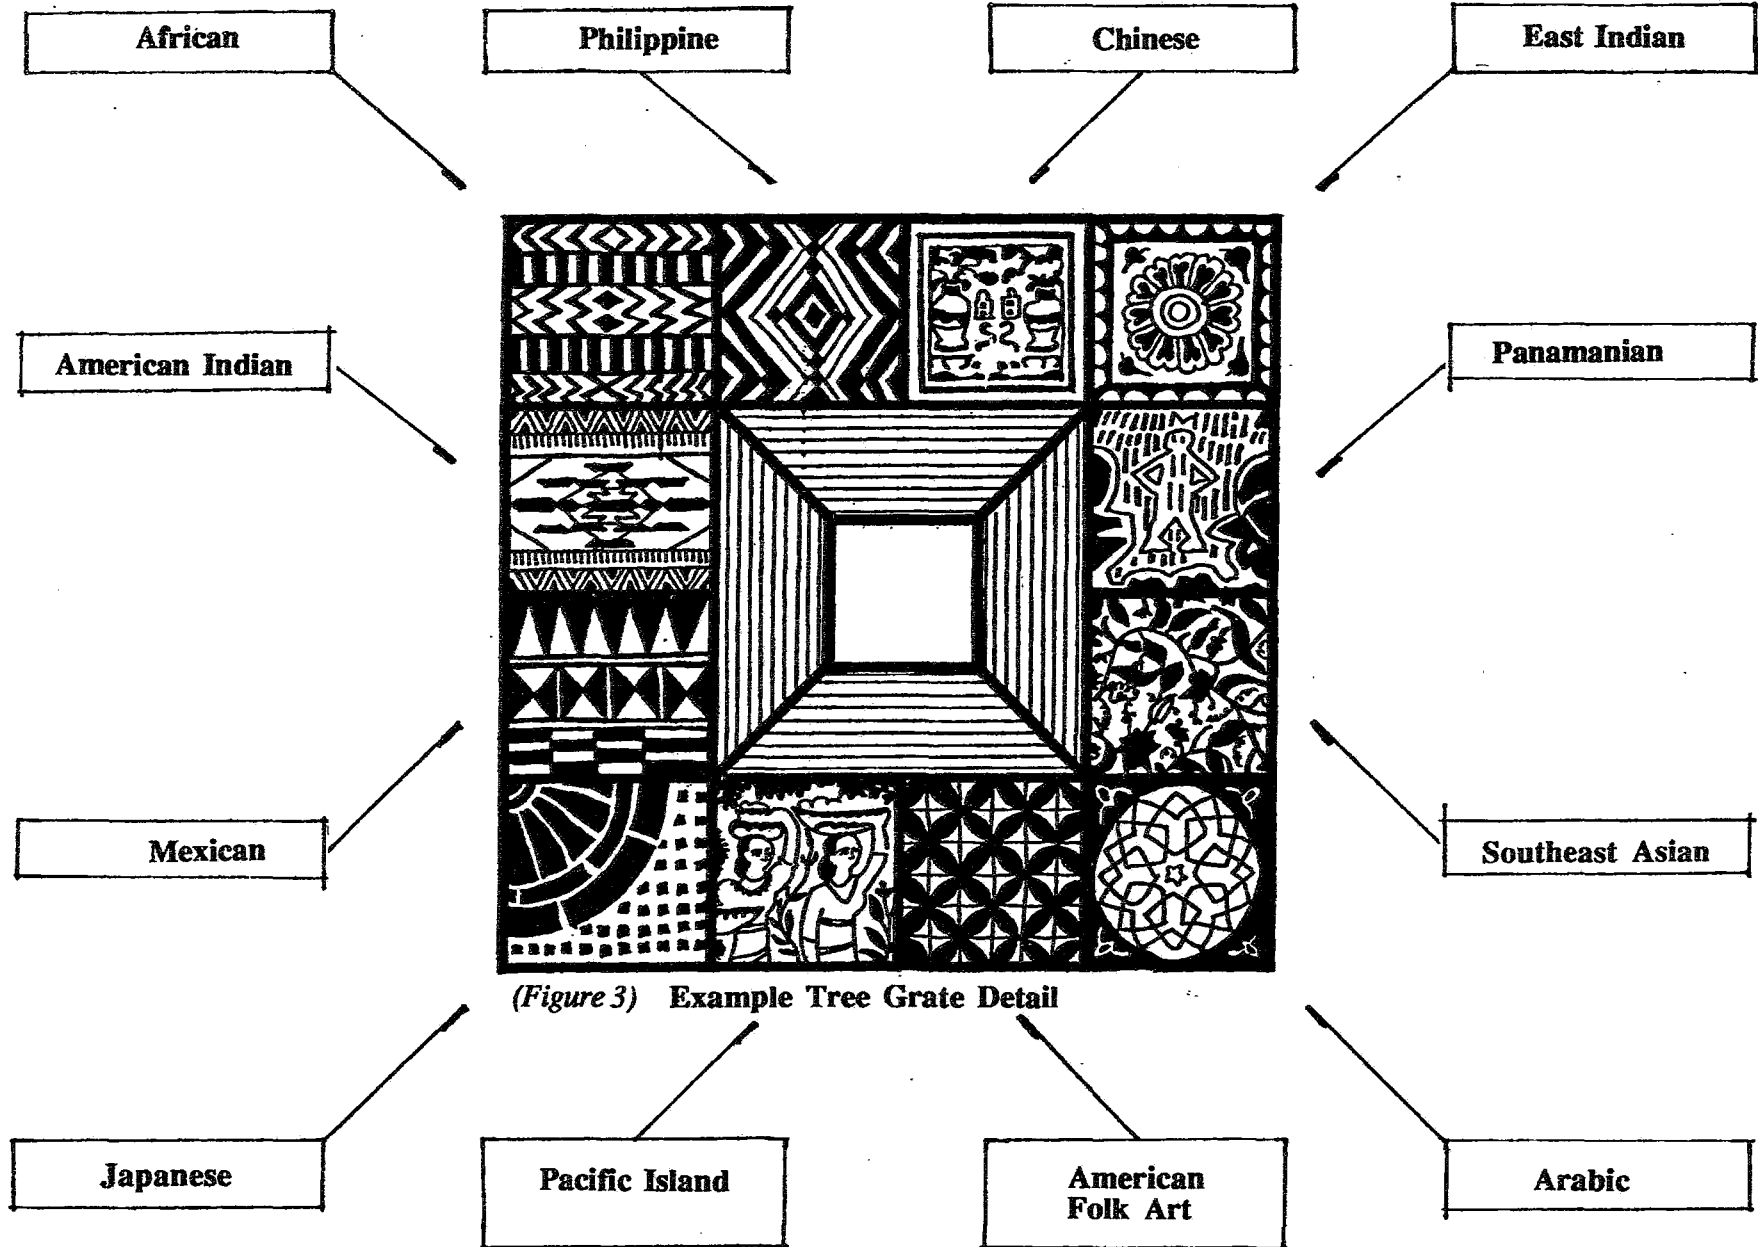 African
Philippine
Chinese
East Indian
American Indian
Panamanian
Mexican
Southeast Asian
(Figure 3) Example Tree Grate Detail
Japanese
Pacific Island
American
Folk Art
Arabic